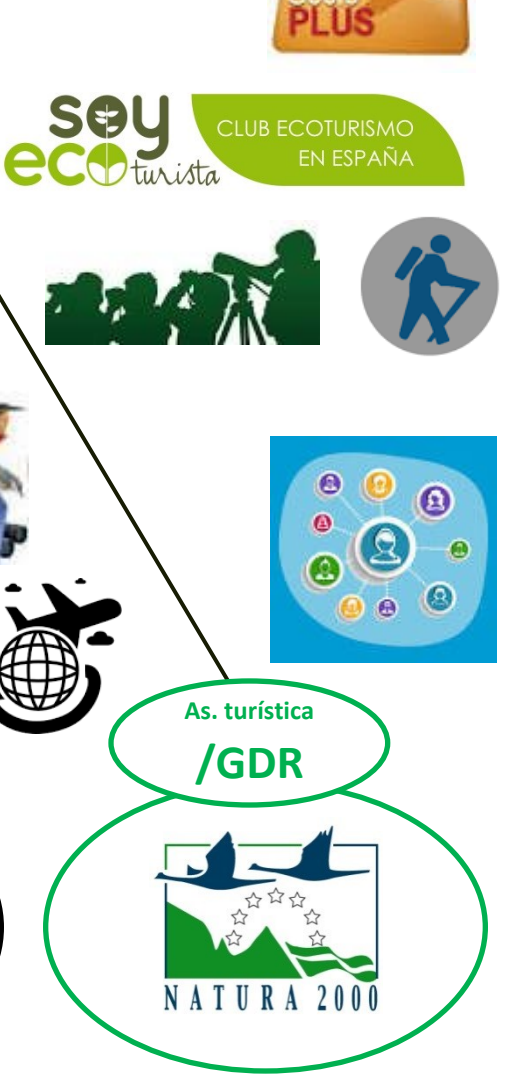 PLUS
soy
CLUB ECOTURISMO
EN ESPAÑA
eco turista
As. turística
/GDR
NATURA 2000